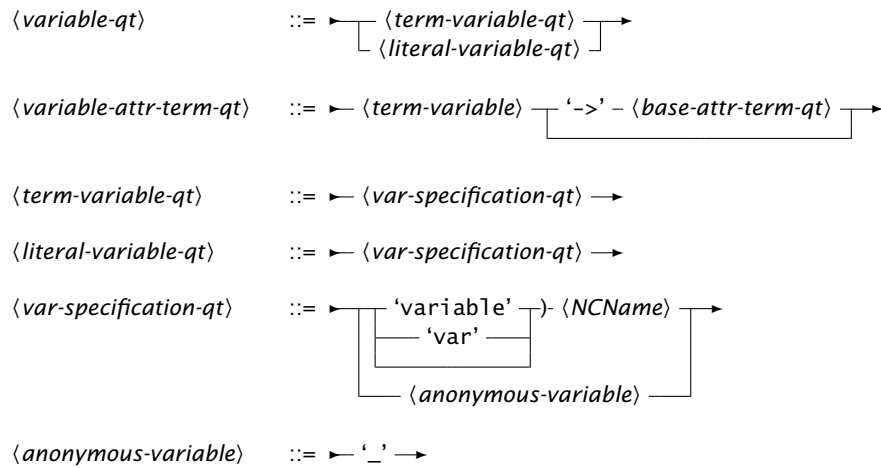 ⟨variable-qt⟩ ::= ⟨term-variable-qt⟩
⟨literal-variable-qt⟩
⟨variable-attr-term-qt⟩ ::= ⟨term-variable⟩ ‘->’ ⟨base-attr-term-qt⟩
⟨term-variable-qt⟩ ::= ⟨var-specification-qt⟩
⟨literal-variable-qt⟩ ::= ⟨var-specification-qt⟩
⟨var-specification-qt⟩ ::= ‘variable’ ) ⟨NCName⟩
‘var’
⟨anonymous-variable⟩
⟨anonymous-variable⟩ ::= ‘_’